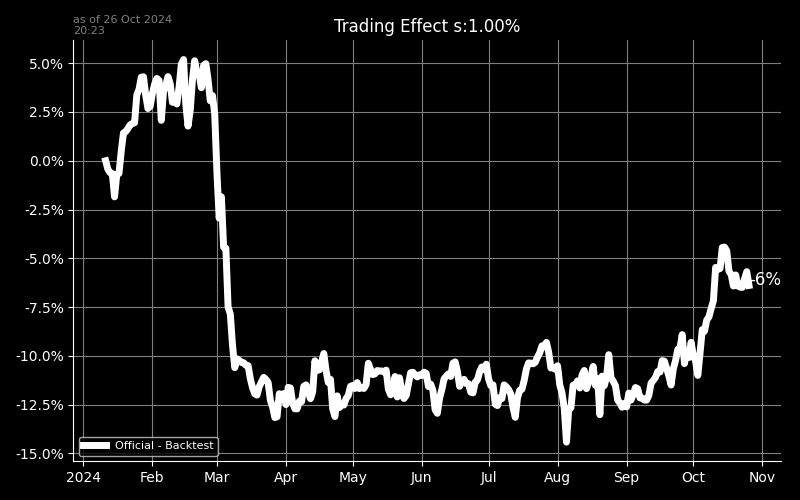 as of 26 Oct 2024
20:23
Trading Effect s:1.00%
5.0%
2.5%
0.0%
-2.5%
-5.0%
-7.5%
-10.0%
-12.5%
-15.0%
-6%
Official - Backtest
2024 Feb Mar Apr May Jun Jul Aug Sep Oct Nov